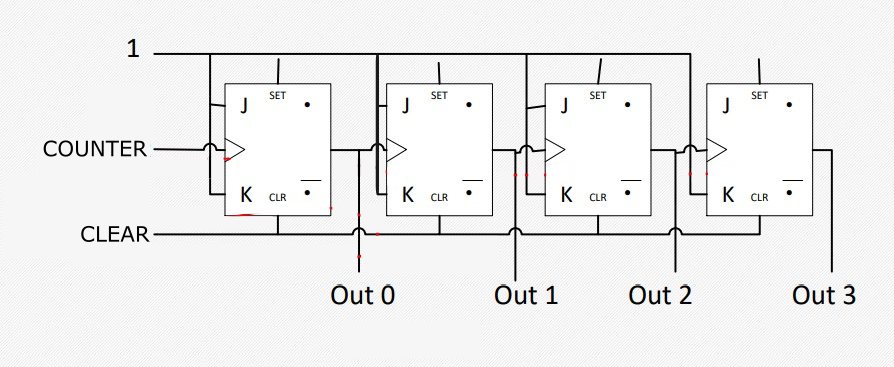 1
SET
SET
SET
SET
J
J
J
J
COUNTER
K
CLR
K
CLR
K
CLR
K
CLR
CLEAR
Out 0
Out 1
Out 2
Out 3